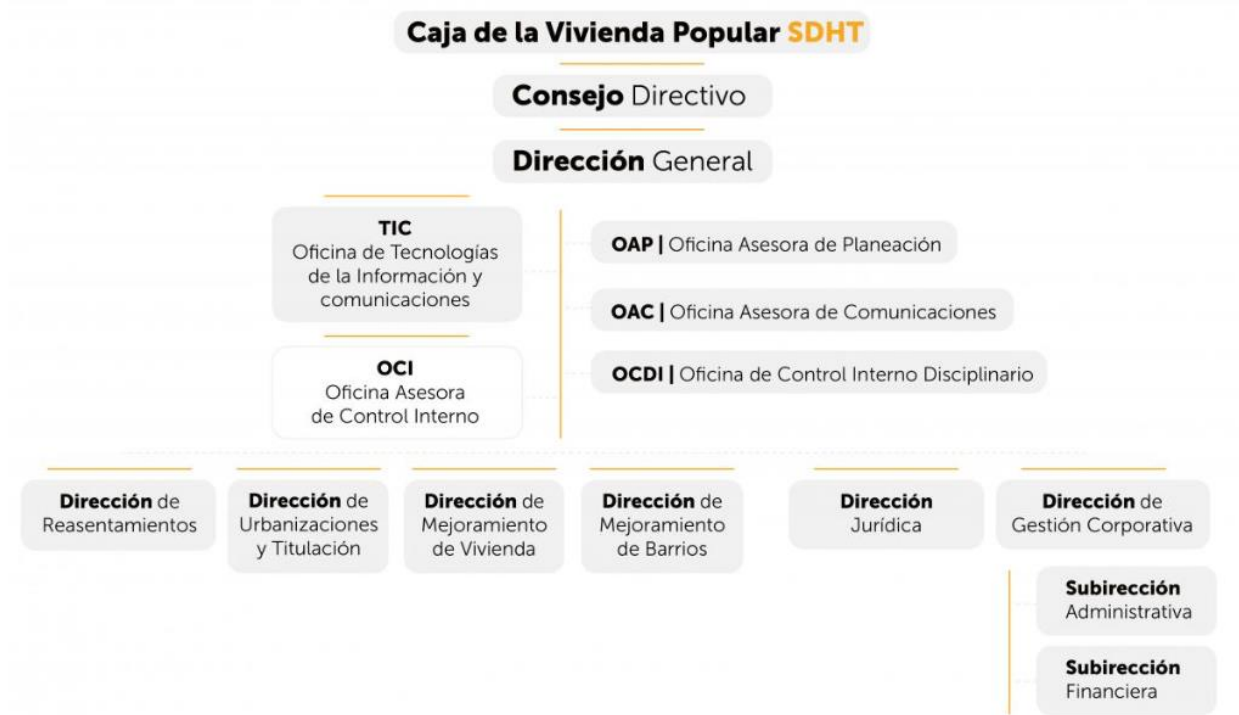 Caja de la Vivienda Popular SDHT
Consejo Directivo
Dirección General
TIC
Oficina de Tecnologías
de la Información y
comunicaciones
OCI
Oficina Asesora
de Control Interno
OAP | Oficina Asesora de Planeación
OAC | Oficina Asesora de Comunicaciones
OCDI | Oficina de Control Interno Disciplinario
Dirección de
Reasentamientos
Dirección de
Urbanizaciones
y Titulación
Dirección de
Mejoramiento
de Vivienda
Dirección de
Mejoramiento
de Barrios
Dirección
Jurídica
Dirección de
Gestión Corporativa
Subirección
Administrativa
Subirección
Financiera